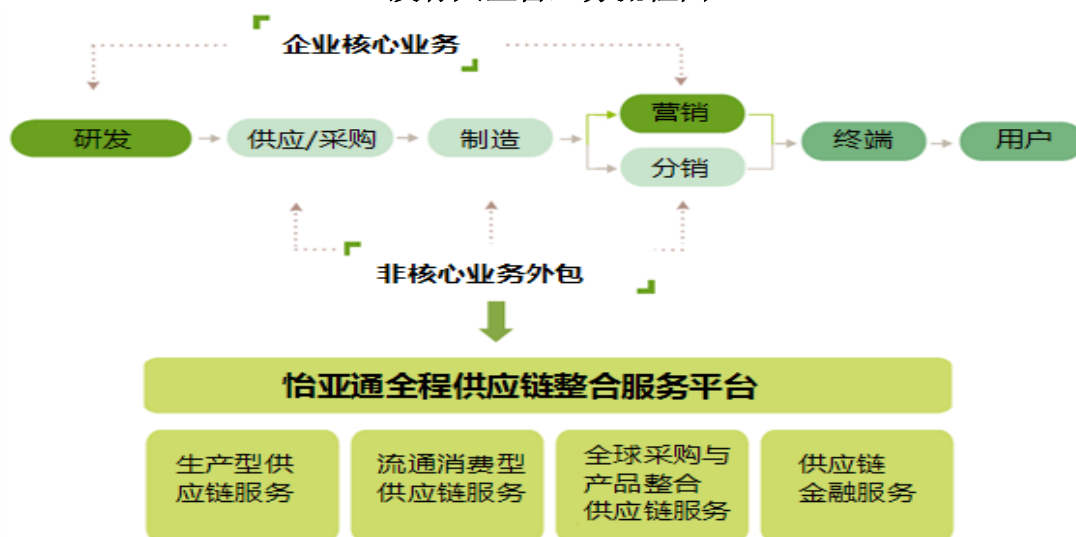 企业核心业务
研发
供应/采购
制造
营销
分销
终端
用户
非核心业务外包
怡亚通全程供应链整合服务平台
生产型供
应链服务
流通消费型
供应链服务
全球采购与
产品整合
供应链服务
供应链
金融服务